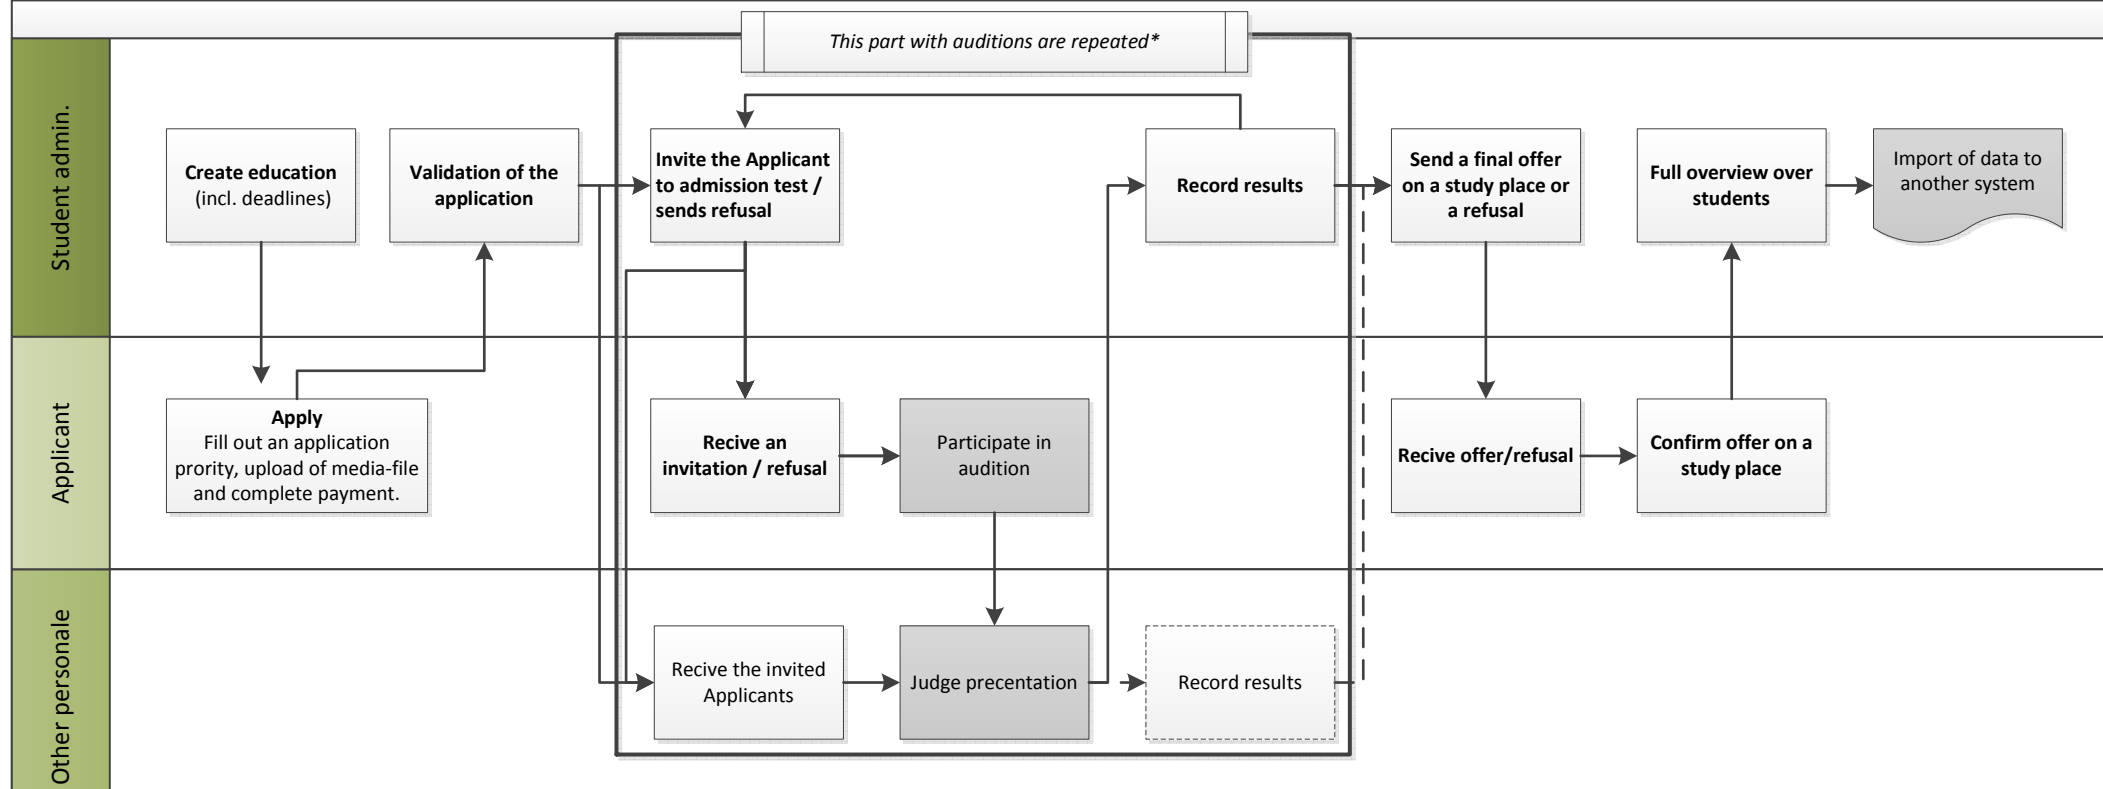 This part with auditions are repeated*
Student admin.
Create education
(incl. deadlines)
Validation of the
application
Invite the Applicant
to admission test /
sends refusal
Record results
Send a final offer
on a study place or
a refusal
Full overview over
students
Import of data to
another system
Applicant
Apply
Fill out an application
prority, upload of media-file
and complete payment.
Recive an
invitation / refusal
Participate in
audition
Recive offer/refusal
Confirm offer on a
study place
Other personale
Recive the invited
Applicants
Judge precentation
Record results